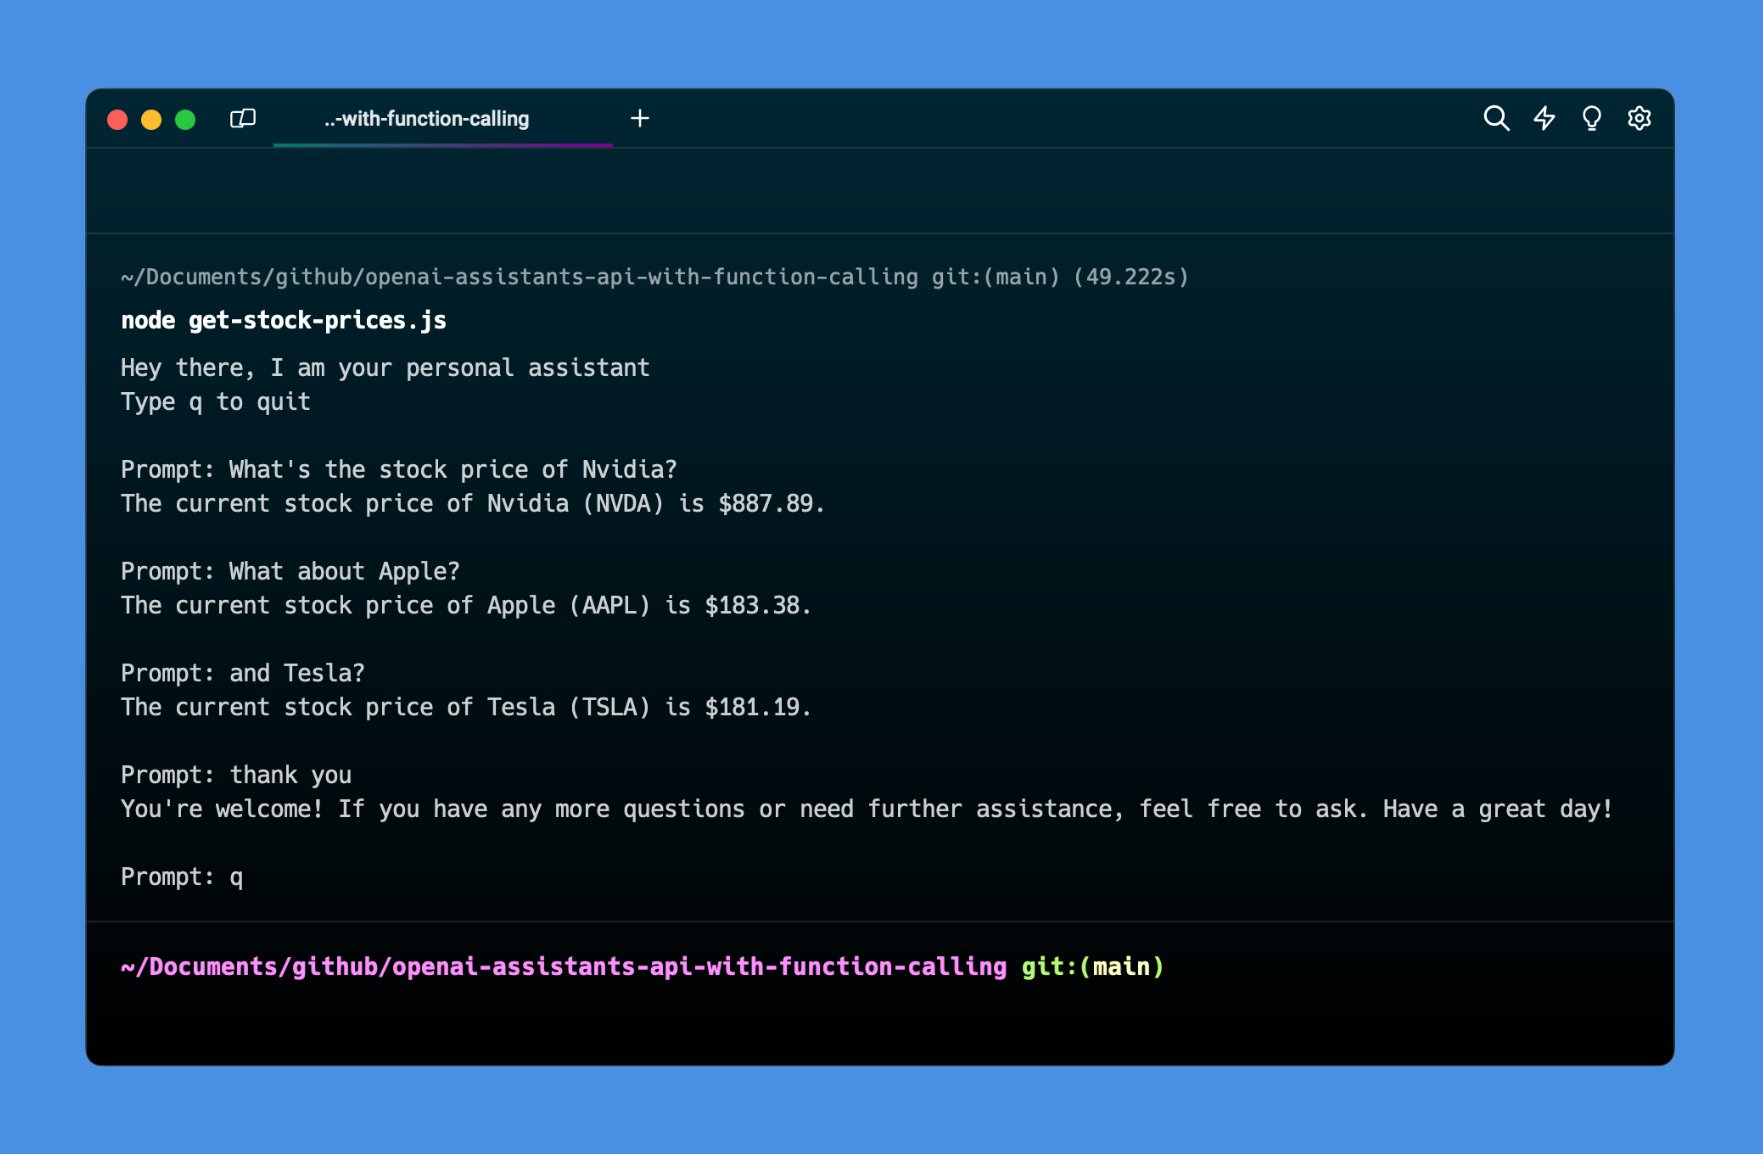 ..-with-function-calling
~/Documents/github/openai-assistants-api-with-function-calling git:(main) (49.222s)
node get-stock-prices.js
Hey there, I am your personal assistant
Type q to quit
Prompt: What's the stock price of Nvidia?
The current stock price of Nvidia (NVDA) is $887.89.
Prompt: What about Apple?
The current stock price of Apple (AAPL) is $183.38.
Prompt: and Tesla?
The current stock price of Tesla (TSLA) is $181.19.
Prompt: thank you
You're welcome! If you have any more questions or need further assistance, feel free to ask. Have a great day!
Prompt: q
~/Documents/github/openai-assistants-api-with-function-calling git:(main)